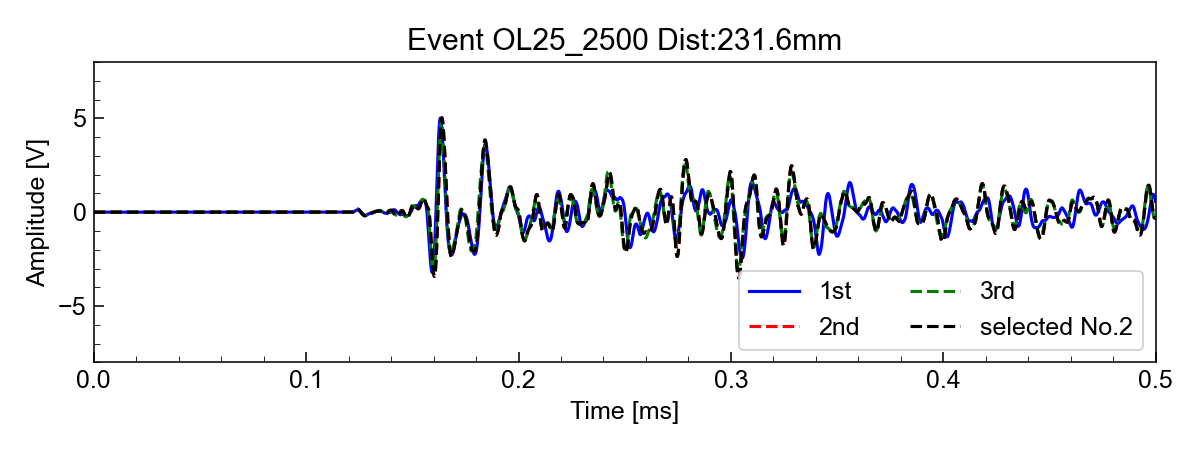 Event OL25_2500 Dist:231.6mm
Amplitude [V]
5
0
−5
1st
2nd
3rd
selected No.2
0.0 0.1 0.2 0.3 0.4 0.5
Time [ms]